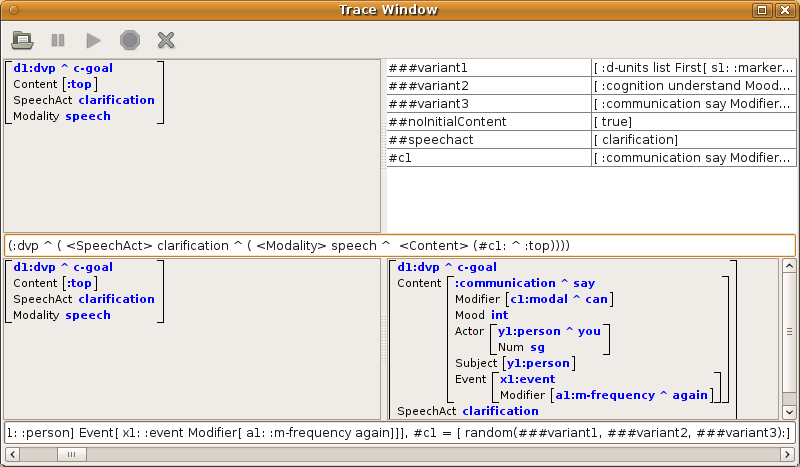 Trace Window
d1:dvp ^ c-goal
Content [:top]
SpeechAct clarification
Modality speech
###variant1 [ :d-units list First[ s1: :marker...
###variant2 [ :cognition understand Mood...
###variant3 [ :communication say Modifier...
##noInitialContent [ true]
##speechact [ clarification]
#c1 [ :communication say Modifier...
(:dvp ^ ( <SpeechAct> clarification ^ ( <Modality> speech ^ <Content> (#c1: ^ :top))))
d1:dvp ^ c-goal
Content [:top]
SpeechAct clarification
Modality speech
d1:dvp ^ c-goal
Content [:communication ^ say
Modifier [c1:modal ^ can]
Mood int
Actor [y1:person ^ you
Num sg]
Subject [y1:person]
Event [x1:event
Modifier [a1:m-frequency ^ again]]]
SpeechAct clarification
1: :person] Event[ x1: :event Modifier[ a1: :m-frequency again]]], #c1 = [ random(###variant1, ###variant2, ###variant3):]